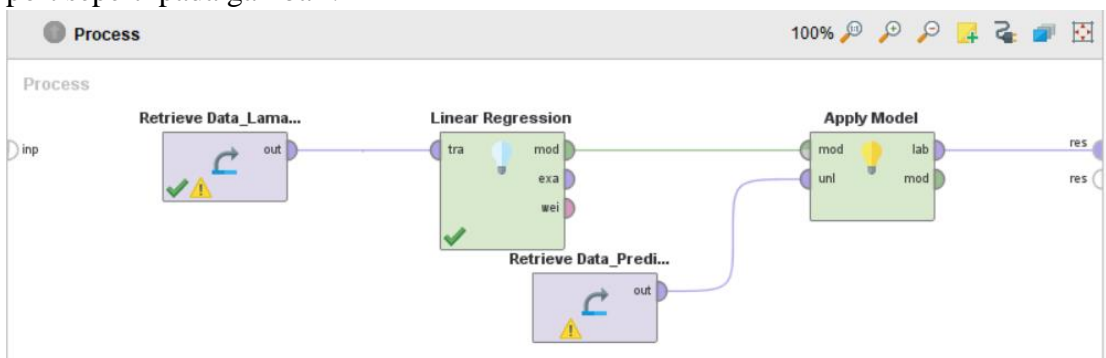 Process
100%
Process
Retrieve Data_Lama...
Linear Regression
Apply Model
inp
out
tra
mod
exa
wei
mod
unl
lab
mod
res
res
Retrieve Data_Predi...
out